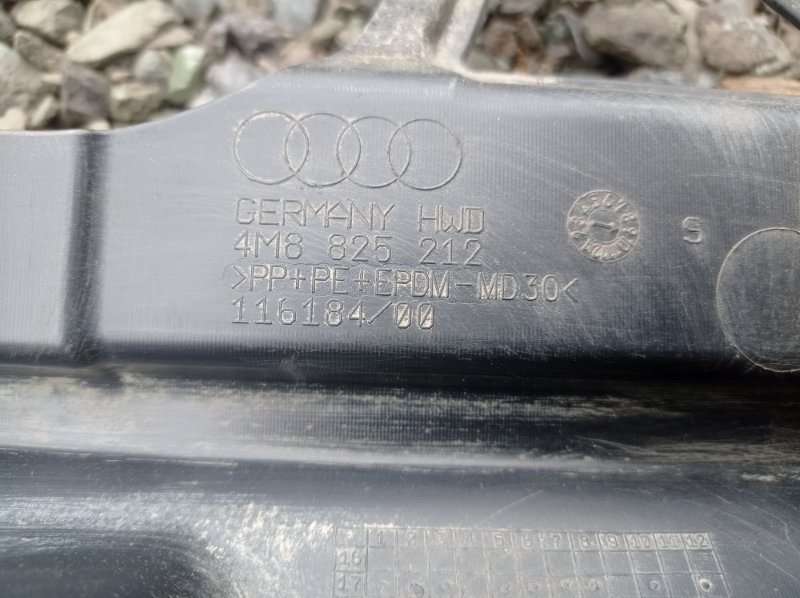 GERMANY HWD
4M8 825 212
>PP+PE+EPDM-MD30<
116184/00
S
1 2 3 4 5 6 7 8 9 10 11 12
16
17